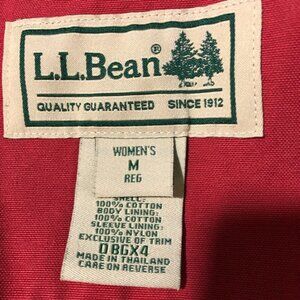 L.L.Bean®
QUALITY GUARANTEED SINCE 1912
WOMEN'S
M
REG
SHELL:
100% COTTON
BODY LINING:
100% COTTON
SLEEVE LINING:
100% NYLON
EXCLUSIVE OF TRIM
0BGX4
MADE IN THAILAND
CARE ON REVERSE